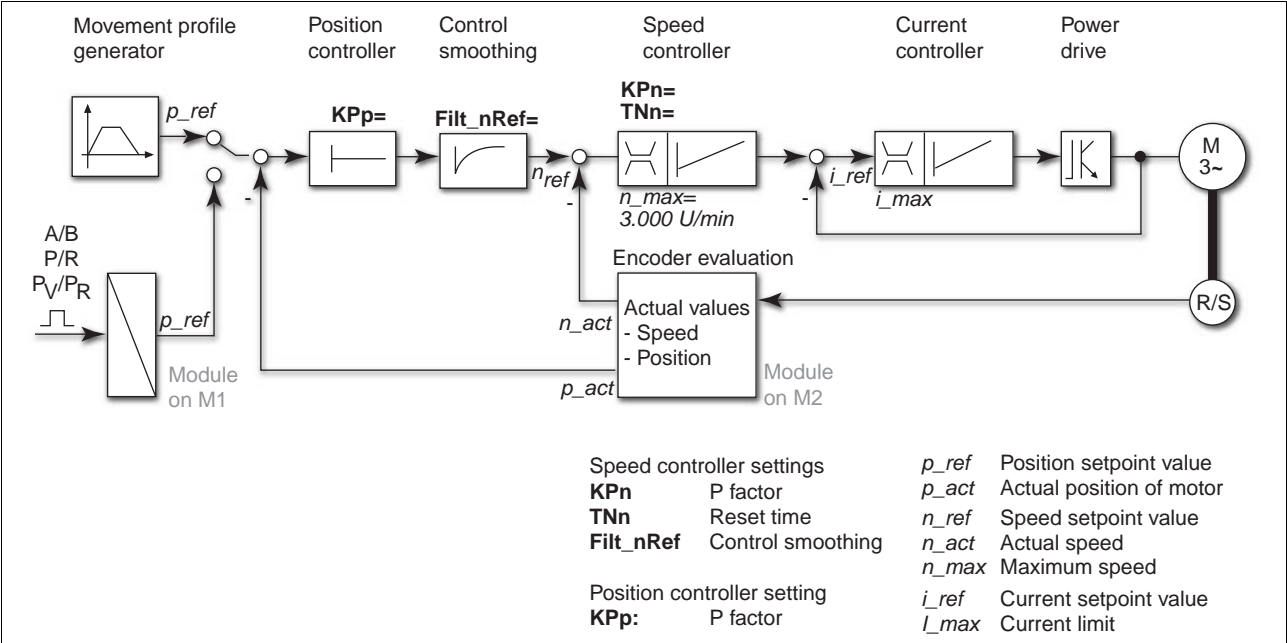 Movement profile
generator
Position
controller
Control
smoothing
Speed
controller
Current
controller
Power
drive
p_ref
KPp=
Filt_nRef=
n_ref
KPn=
TNn=
n_max=
3.000 U/min
i_ref
i_max
M
3~
-
-
-
A/B
P/R
PV/PR
p_ref
Module
on M1
Encoder evaluation
Actual values
- Speed
- Position
n_act
p_act
Module
on M2
R/S
Speed controller settings
KPn P factor
TNn Reset time
Filt_nRef Control smoothing
Position controller setting
KPp: P factor
p_ref Position setpoint value
p_act Actual position of motor
n_ref Speed setpoint value
n_act Actual speed
n_max Maximum speed
i_ref Current setpoint value
I_max Current limit